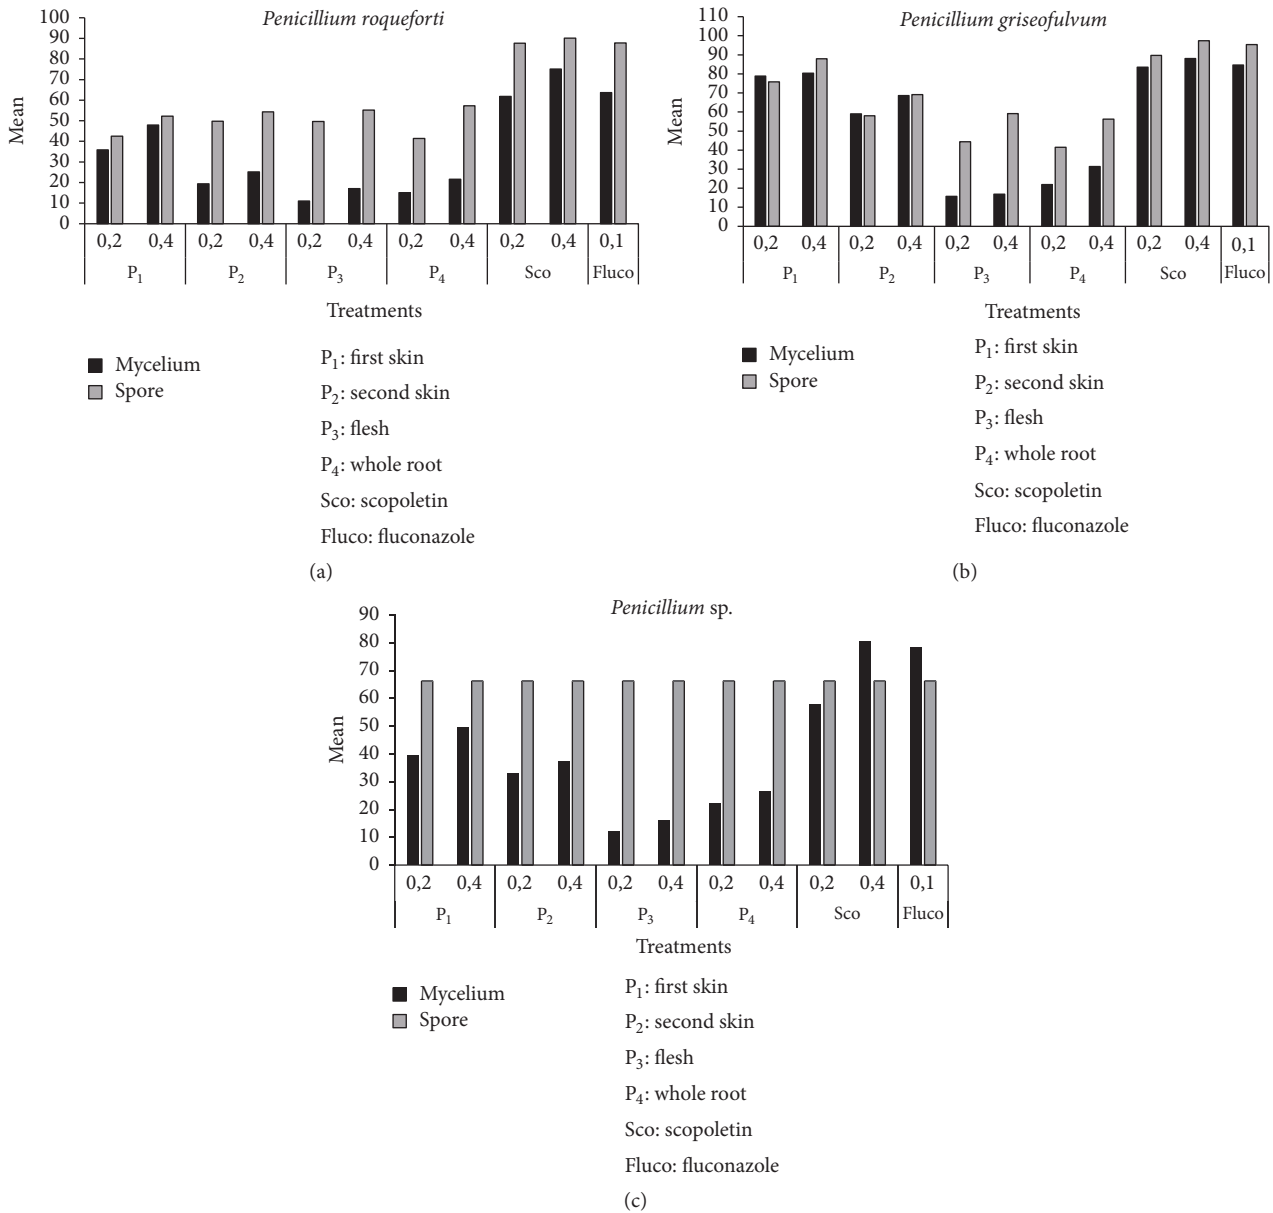 Penicillium roqueforti
100
90
80
70
60
50
40
30
20
10
0
Mean
0,2 0,4 0,2 0,4 0,2 0,4 0,2 0,4 0,2 0,4 0,1
P1 P2 P3 P4 Sco Fluco
Treatments
Mycelium
Spore
P1: first skin
P2: second skin
P3: flesh
P4: whole root
Sco: scopoletin
Fluco: fluconazole
(a)
Penicillium griseofulvum
110
100
90
80
70
60
50
40
30
20
10
0
Mean
0,2 0,4 0,2 0,4 0,2 0,4 0,2 0,4 0,2 0,4 0,1
P1 P2 P3 P4 Sco Fluco
Treatments
Mycelium
Spore
P1: first skin
P2: second skin
P3: flesh
P4: whole root
Sco: scopoletin
Fluco: fluconazole
(b)
Penicillium sp.
90
80
70
60
50
40
30
20
10
0
Mean
0,2 0,4 0,2 0,4 0,2 0,4 0,2 0,4 0,2 0,4 0,1
P1 P2 P3 P4 Sco Fluco
Treatments
Mycelium
Spore
P1: first skin
P2: second skin
P3: flesh
P4: whole root
Sco: scopoletin
Fluco: fluconazole
(c)